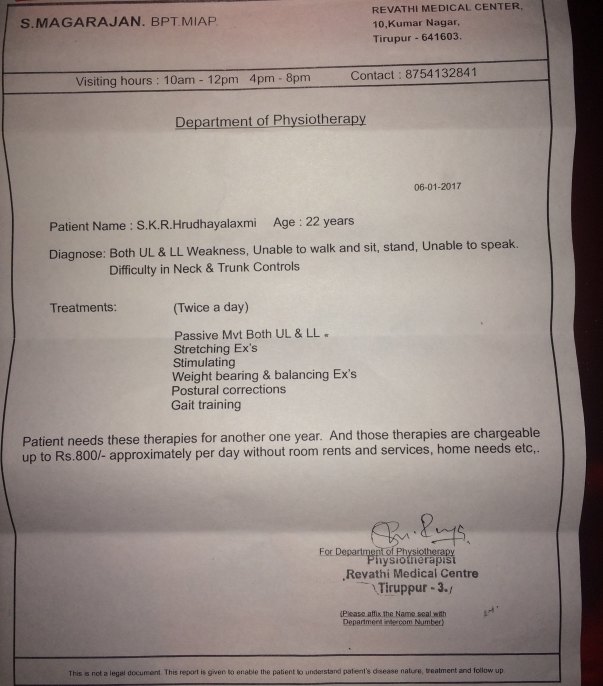 S.MAGARAJAN. BPT.MIAP.
REVATHI MEDICAL CENTER,
10,Kumar Nagar,
Tirupur - 641603.
Visiting hours : 10am - 12pm 4pm - 8pm
Contact : 8754132841
Department of Physiotherapy
06-01-2017
Patient Name : S.K.R.Hrudhayalaxmi Age : 22 years
Diagnose: Both UL & LL Weakness, Unable to walk and sit, stand, Unable to speak.
Difficulty in Neck & Trunk Controls
Treatments: (Twice a day)
Passive Mvt Both UL & LL
Stretching Ex's
Stimulating
Weight bearing & balancing Ex's
Postural corrections
Gait training
Patient needs these therapies for another one year. And those therapies are chargeable
up to Rs.800/- approximately per day without room rents and services, home needs etc,.
For Department of Physiotherapy
Physiotherapist
Revathi Medical Centre
Tiruppur - 3.
(Please affix the Name seal with
Department intercom Number)
This is not a legal document. This report is given to enable the patient to understand patient's disease nature, treatment and follow up.